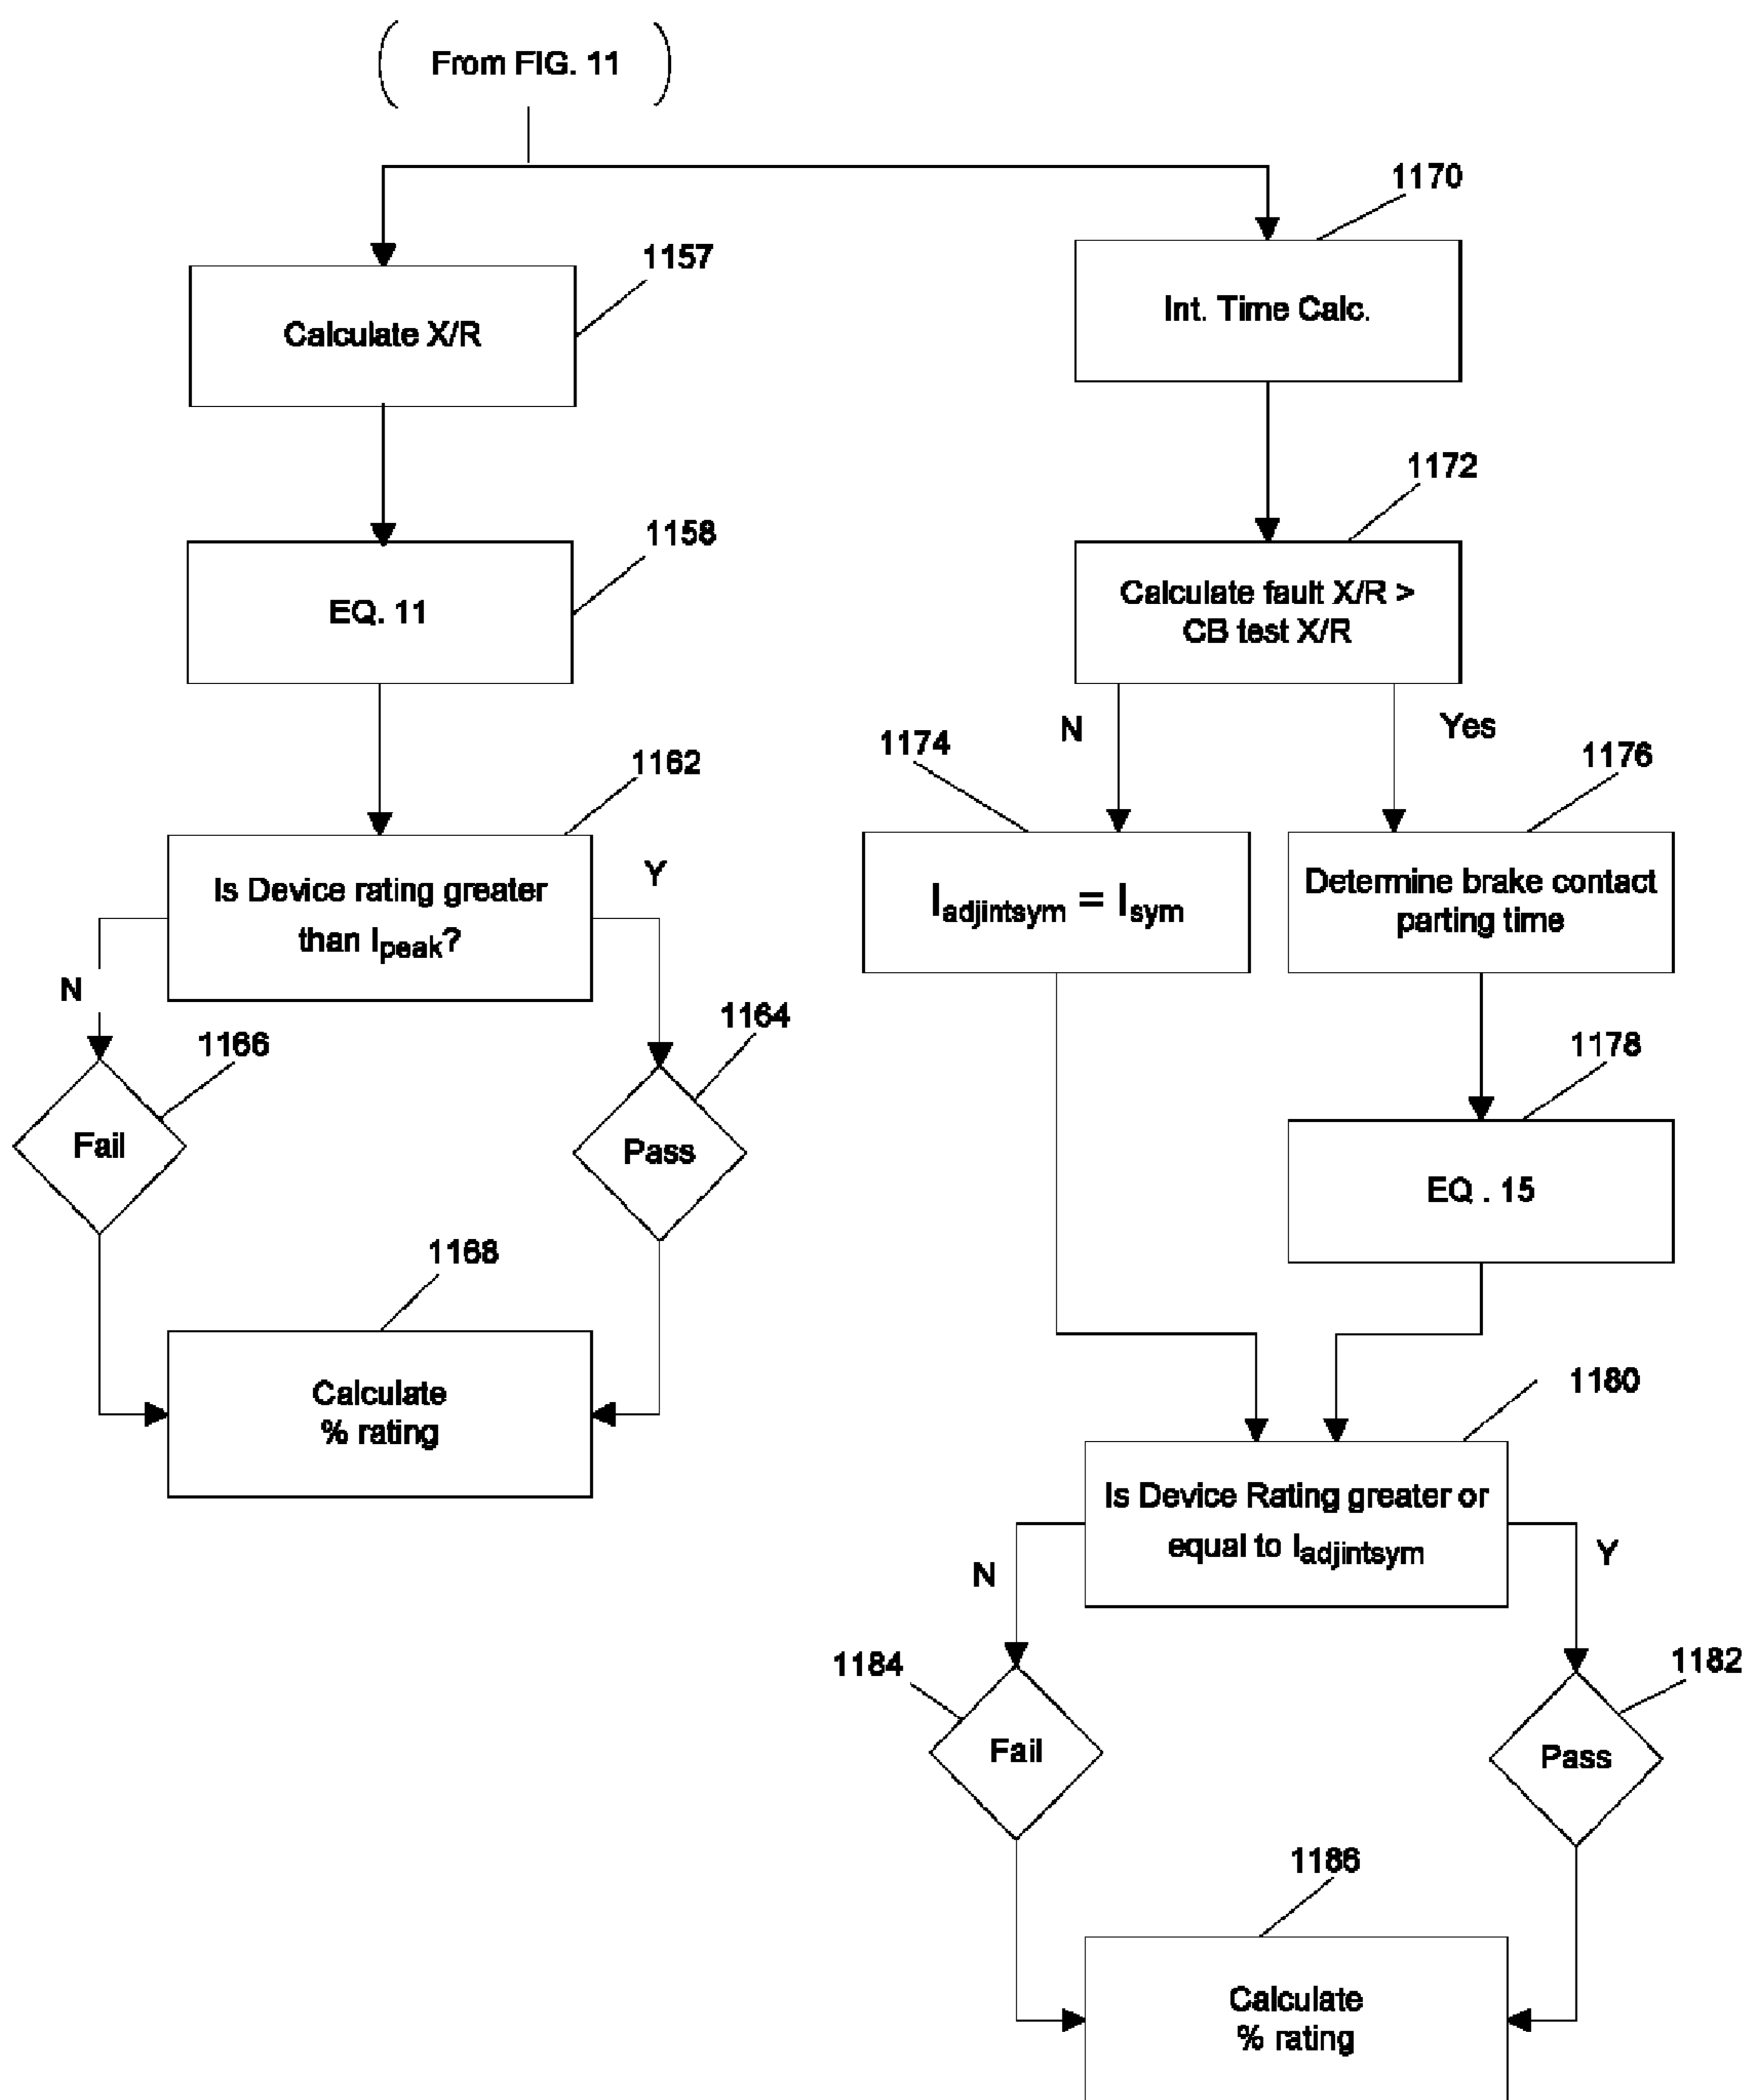 From FIG. 11
1170
1157
Calculate X/R
Int. Time Calc.
1172
1158
EQ. 11
Calculate fault X/R >
CB test X/R
N
Yes
1162
1174
1176
Is Device rating greater
than Ipeak?
Y
N
Iadjintsym = Isym
Determine brake contact
parting time
1164
1166
1178
Fail
Pass
EQ . 15
1168
Calculate
% rating
1180
Is Device Rating greater or
equal to Iadjintsym
N
Y
1184
1182
Fail
Pass
1186
Calculate
% rating